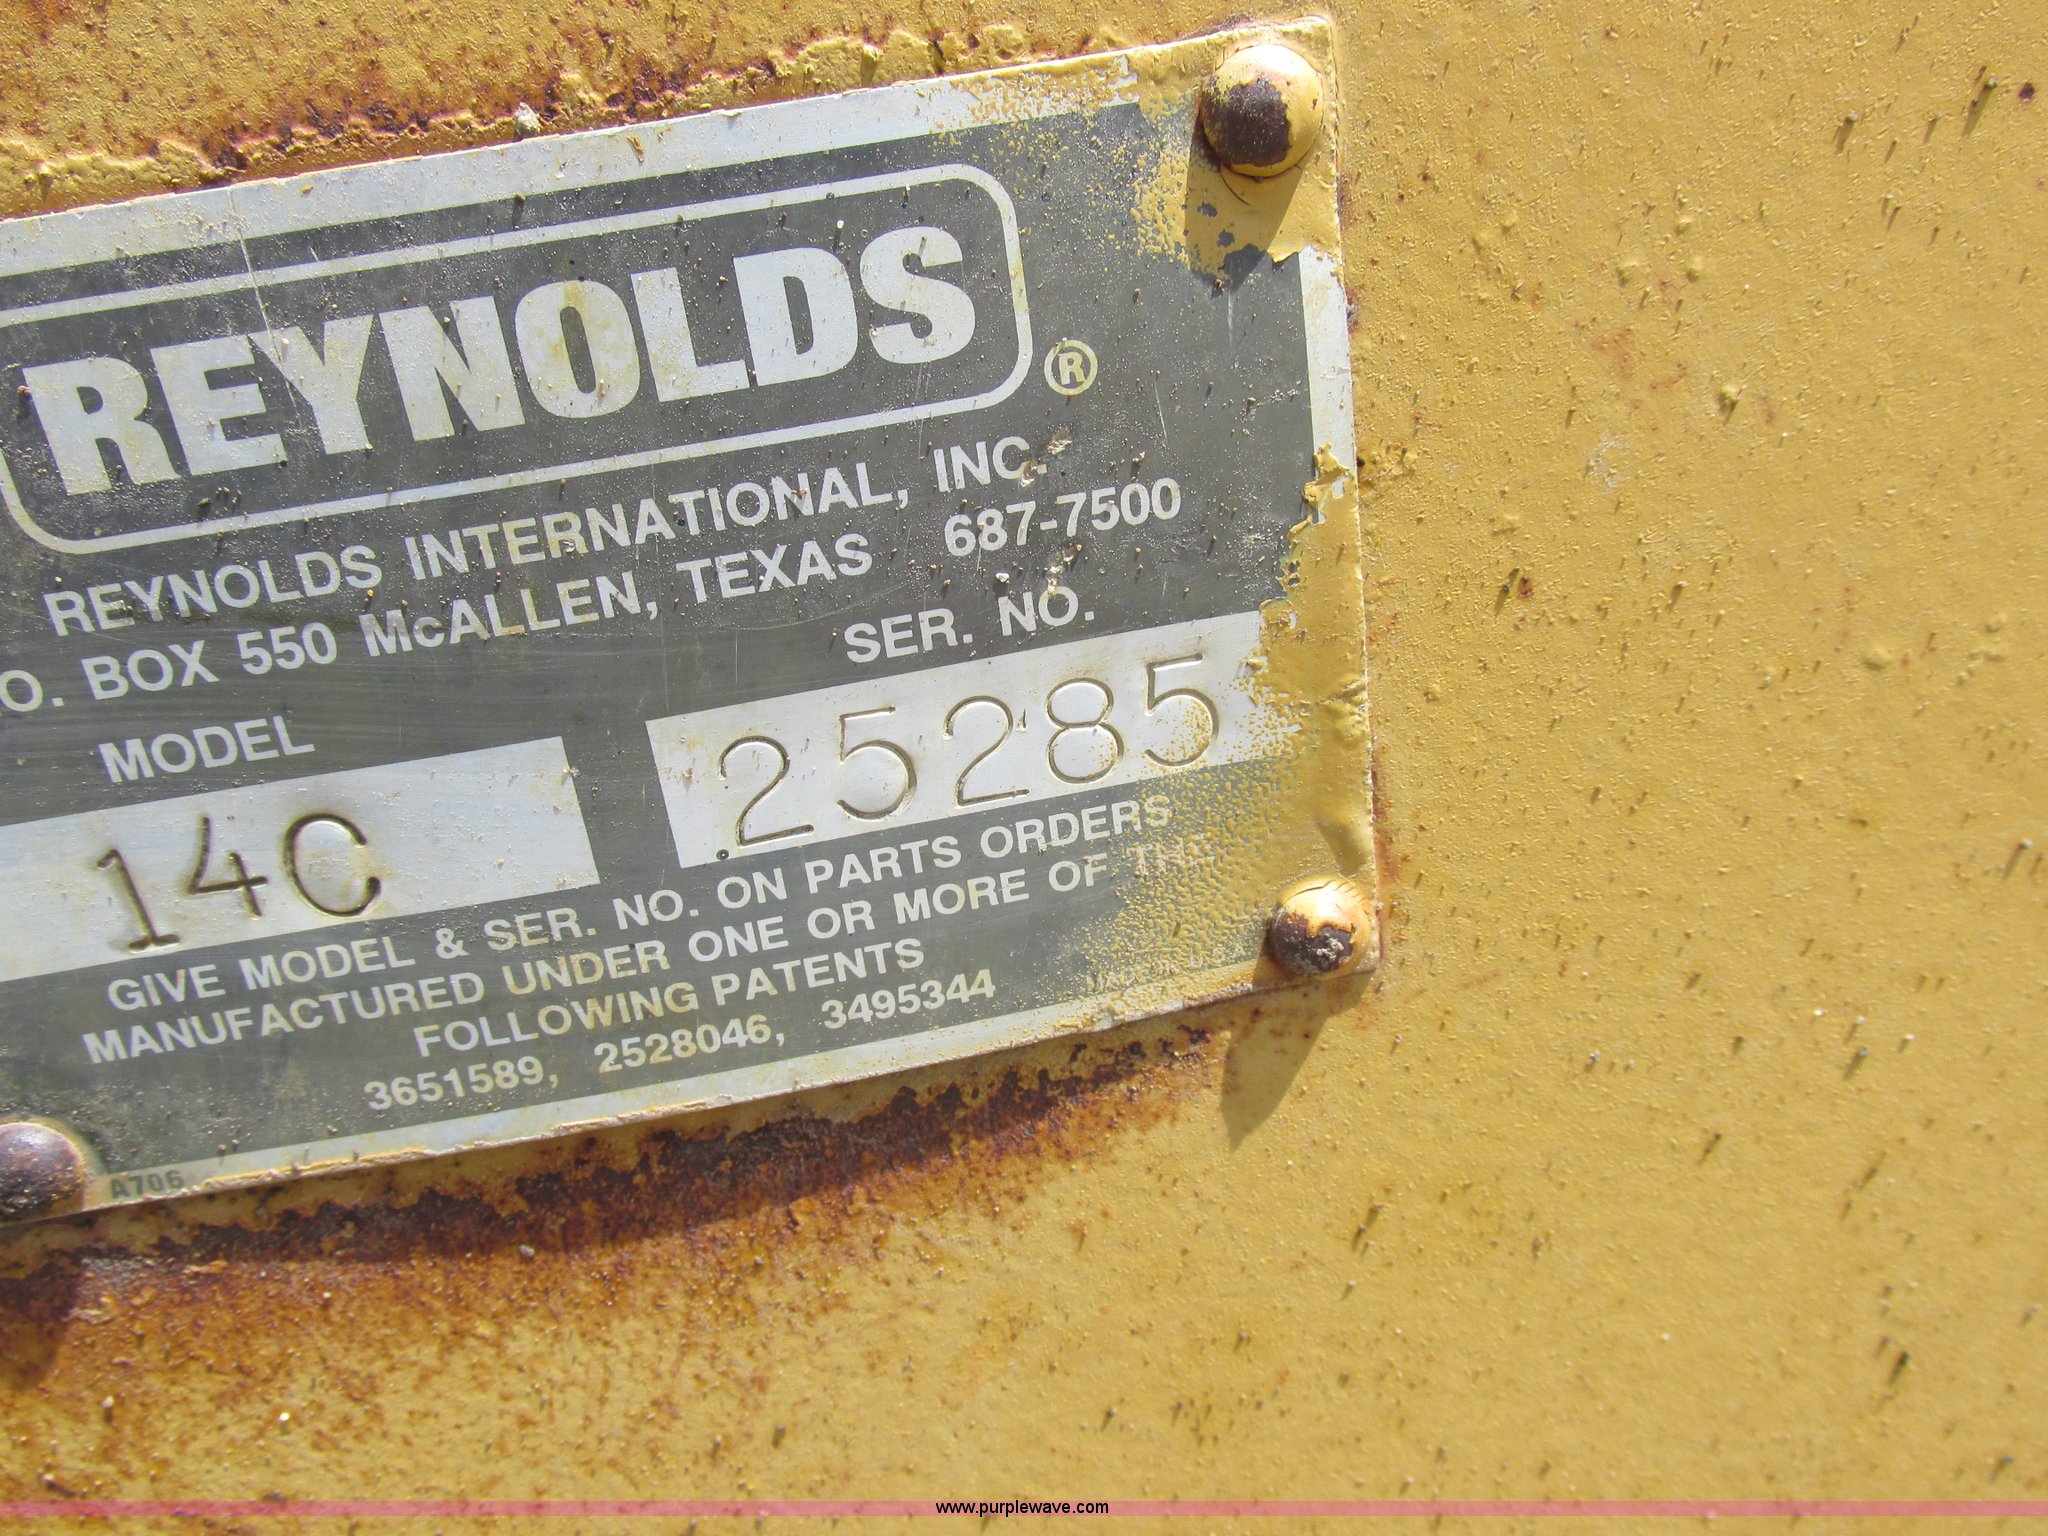 REYNOLDS ®
REYNOLDS INTERNATIONAL, INC.
O. BOX 550 McALLEN, TEXAS 687-7500
MODEL SER. NO.
14C 25285
GIVE MODEL & SER. NO. ON PARTS ORDERS
MANUFACTURED UNDER ONE OR MORE OF THE
FOLLOWING PATENTS
3651589, 2528046, 3495344
A706
www.purplewave.com